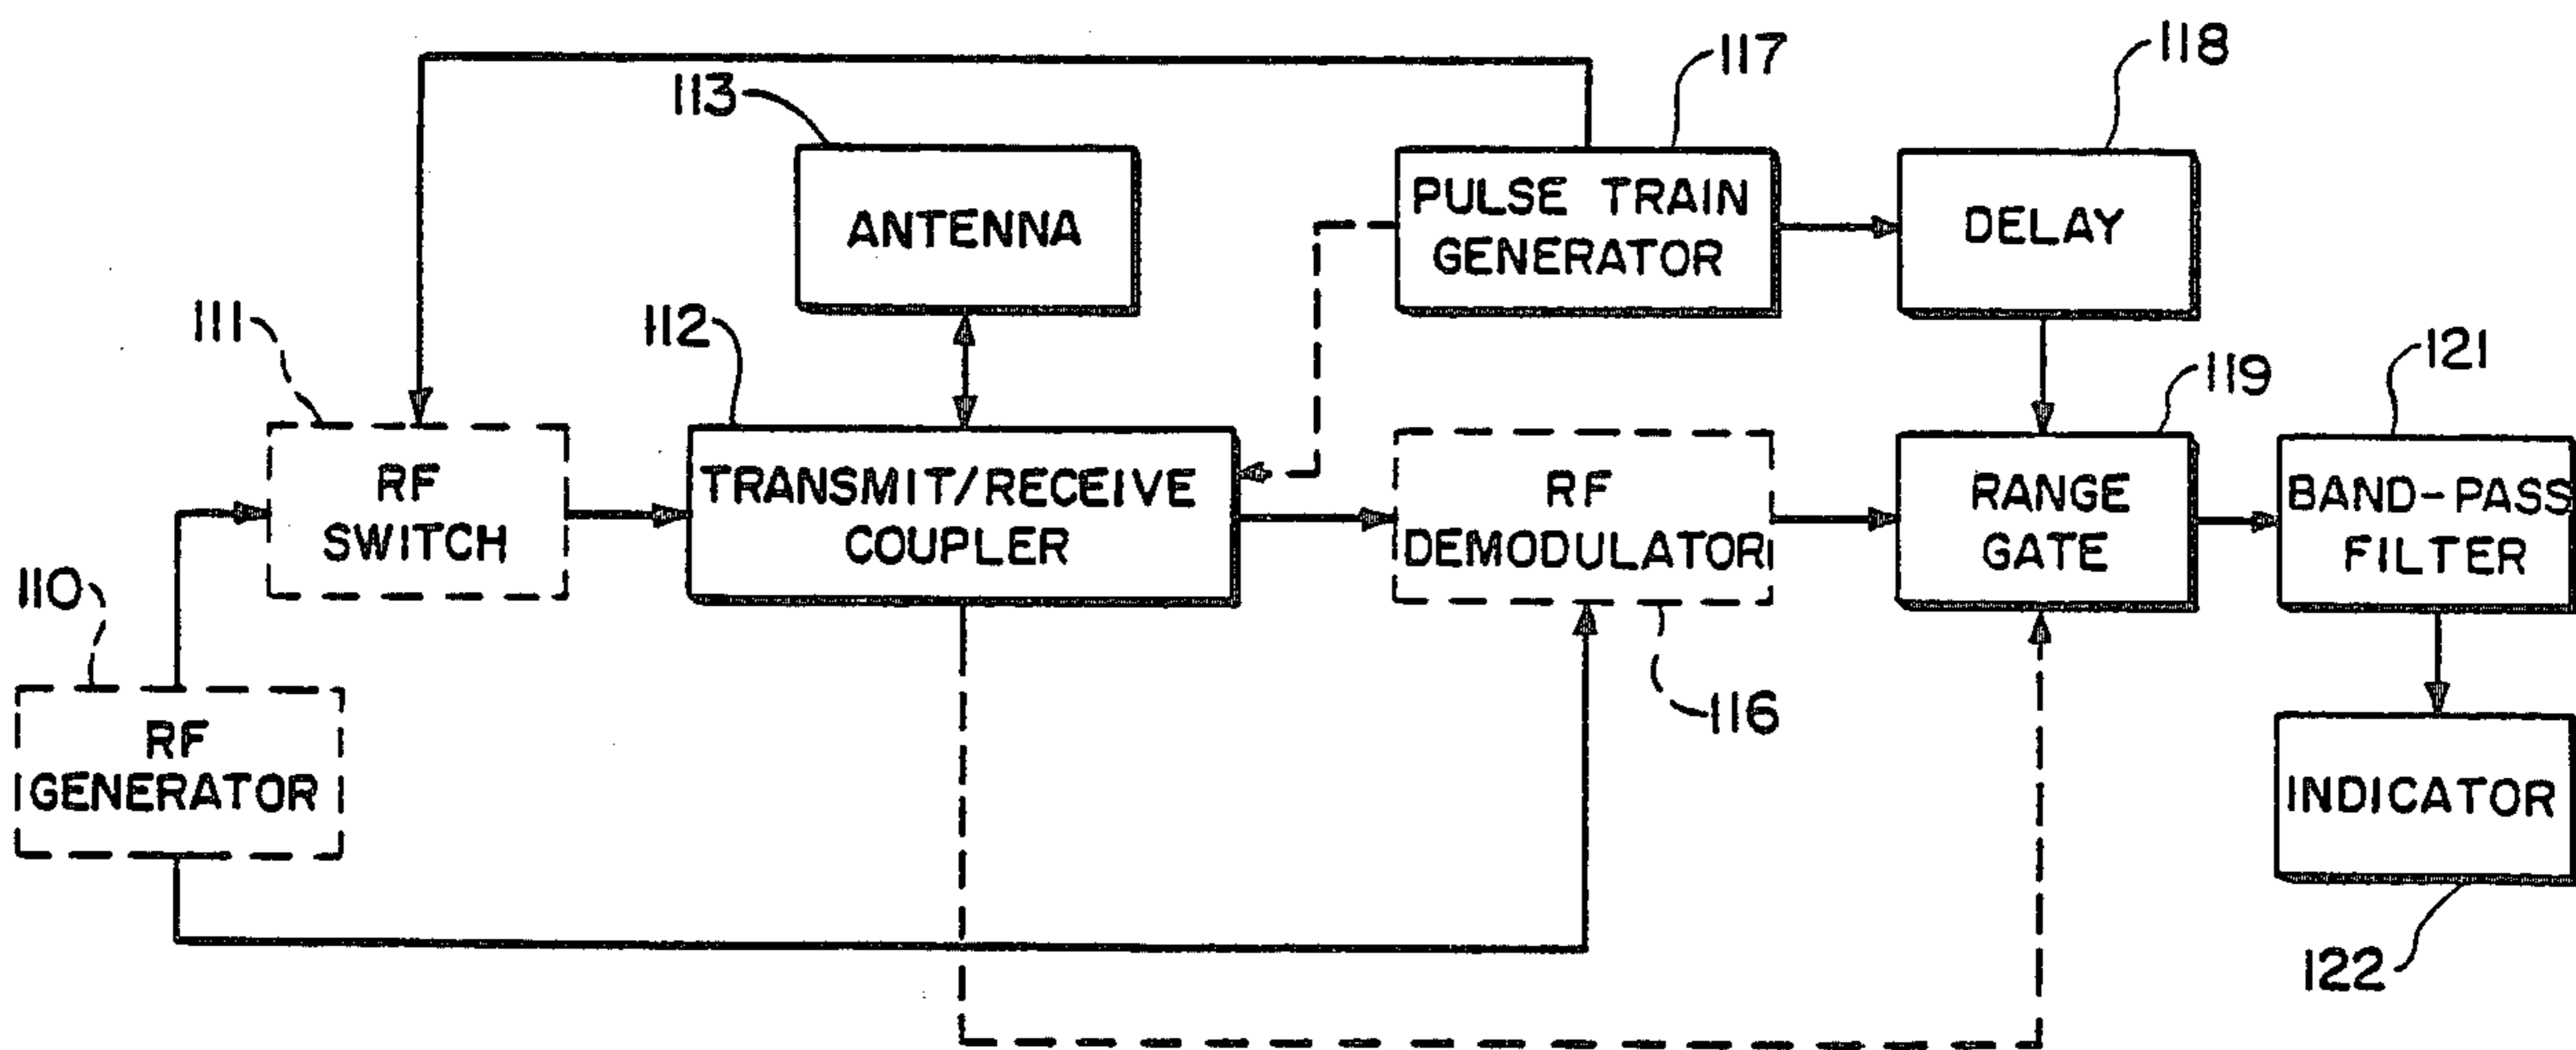 117
118
113
PULSE TRAIN
GENERATOR
DELAY
ANTENNA
111
112
119
121
RF
SWITCH
TRANSMIT/RECEIVE
COUPLER
RF
DEMODULATOR
RANGE
GATE
BAND-PASS
FILTER
110
116
RF
GENERATOR
INDICATOR
122